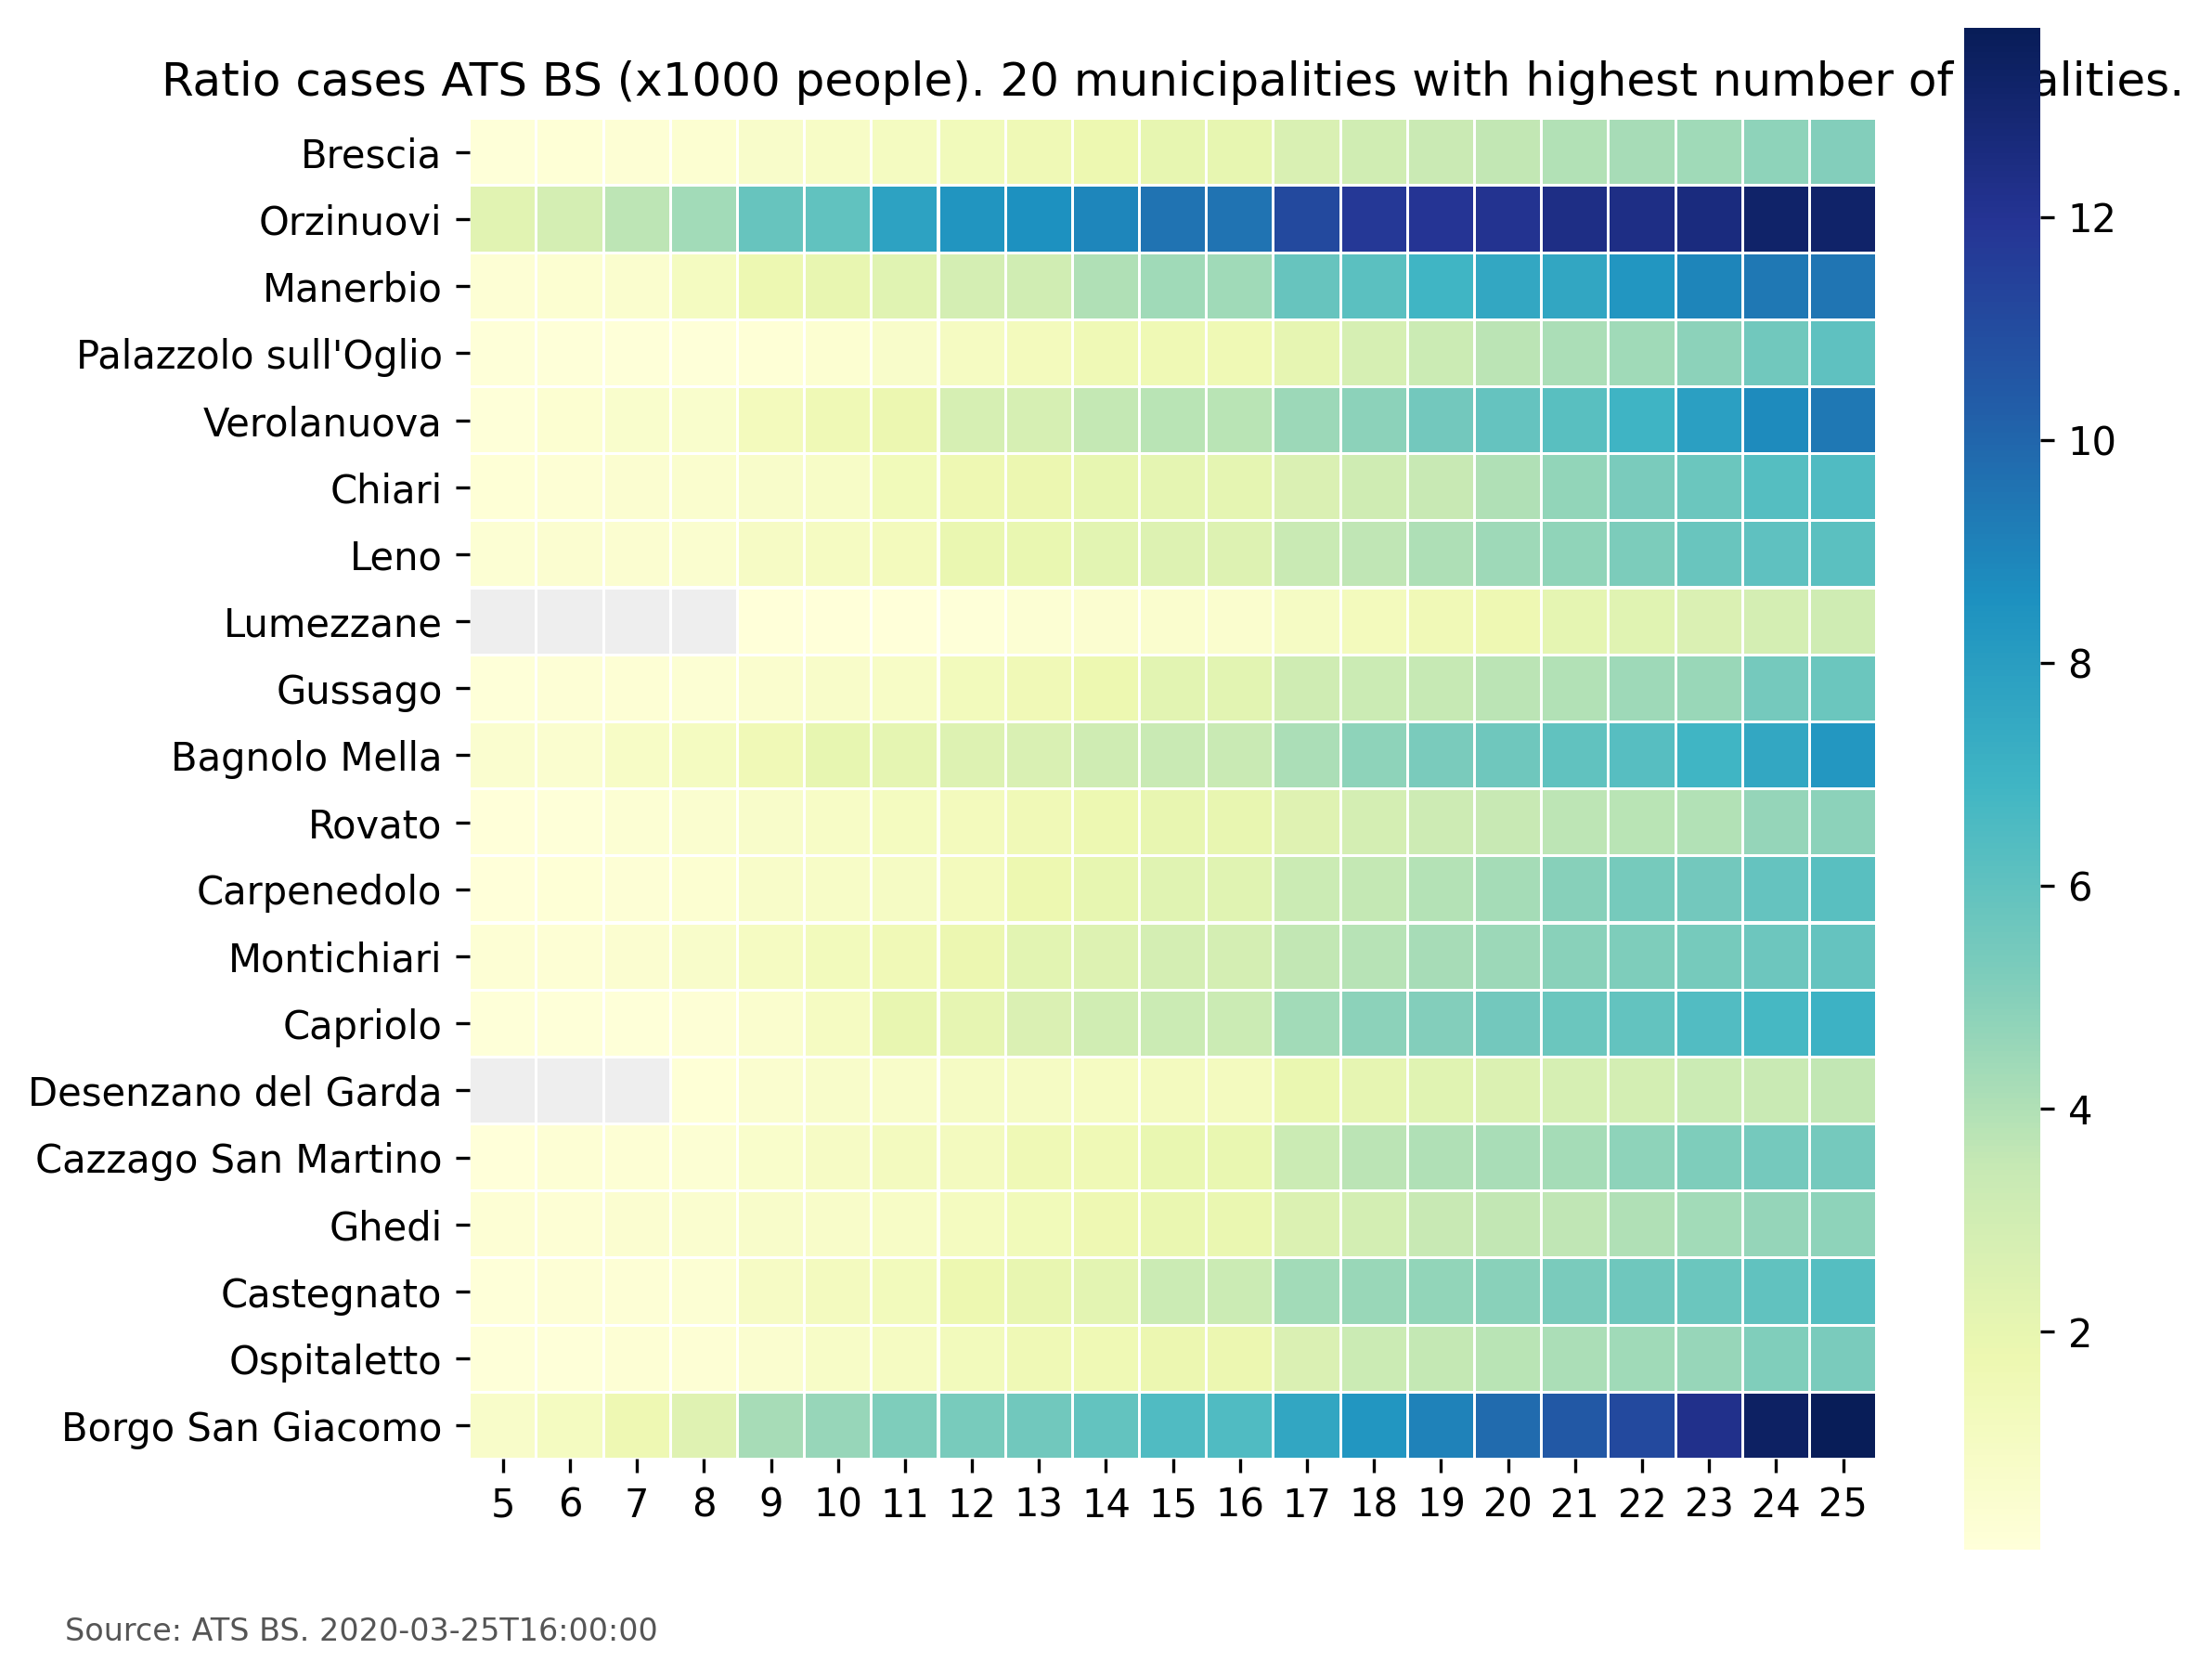 Ratio cases ATS BS (x1000 people). 20 municipalities with highest number of alities.
Brescia
Orzinuovi
Manerbio
Palazzolo sull'Oglio
Verolanuova
Chiari
Leno
Lumezzane
Gussago
Bagnolo Mella
Rovato
Carpenedolo
Montichiari
Capriolo
Desenzano del Garda
Cazzago San Martino
Ghedi
Castegnato
Ospitaletto
Borgo San Giacomo
5 6 7 8 9 10 11 12 13 14 15 16 17 18 19 20 21 22 23 24 25
12
10
8
6
4
2
Source: ATS BS. 2020-03-25T16:00:00